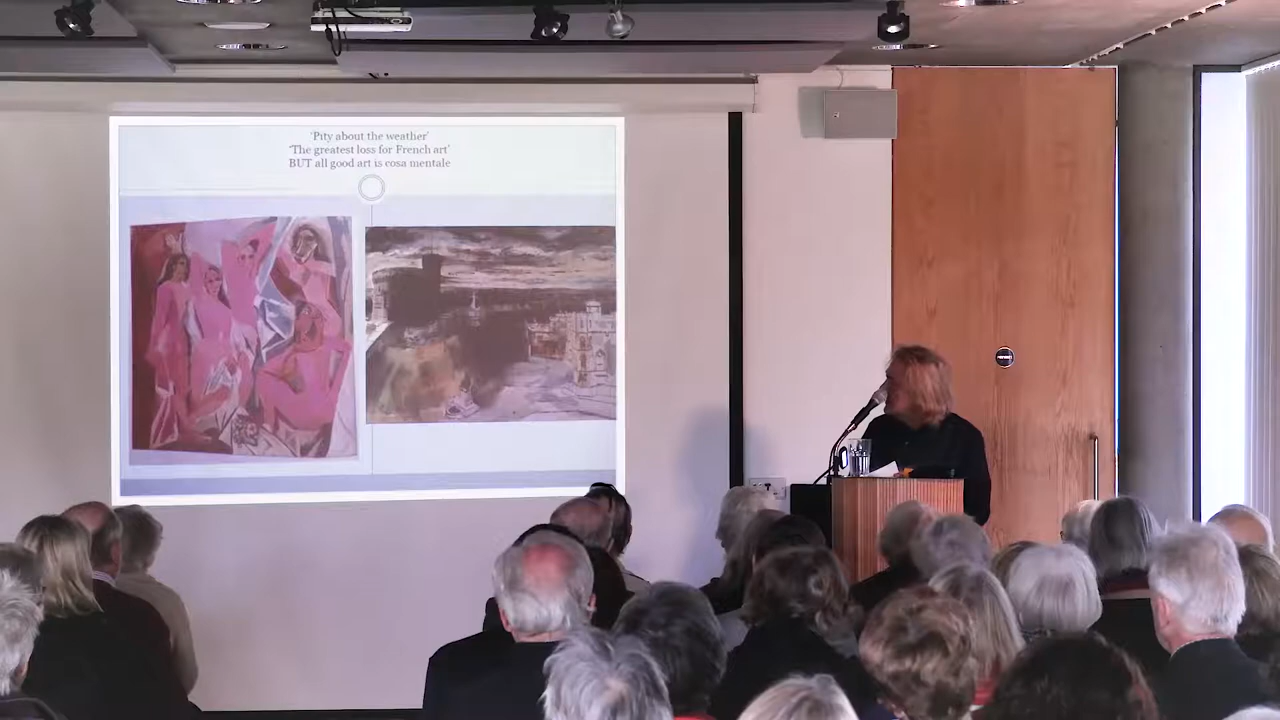 'Pity about the weather'
'The greatest loss for French art'
BUT all good art is cosa mentale